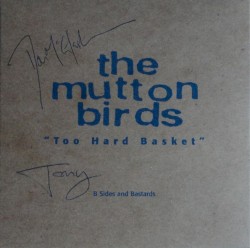 the
mutton
birds
"Too Hard Basket"
Tony
B Sides and Bastards